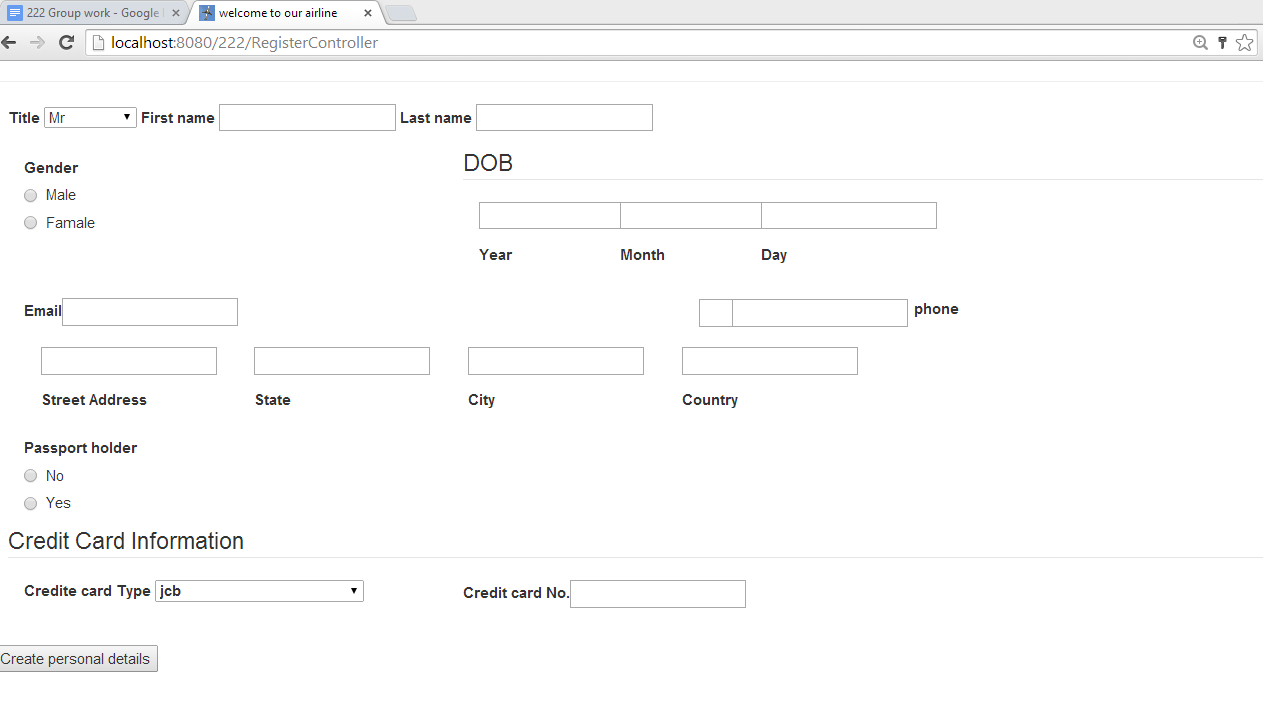 222 Group work - Google
welcome to our airline
localhost:8080/222/RegisterController
Title Mr First name Last name
Gender
DOB
Male
Famale
Year Month Day
Email
phone
Street Address State City Country
Passport holder
No
Yes
Credit Card Information
Credite card Type jcb Credit card No.
Create personal details